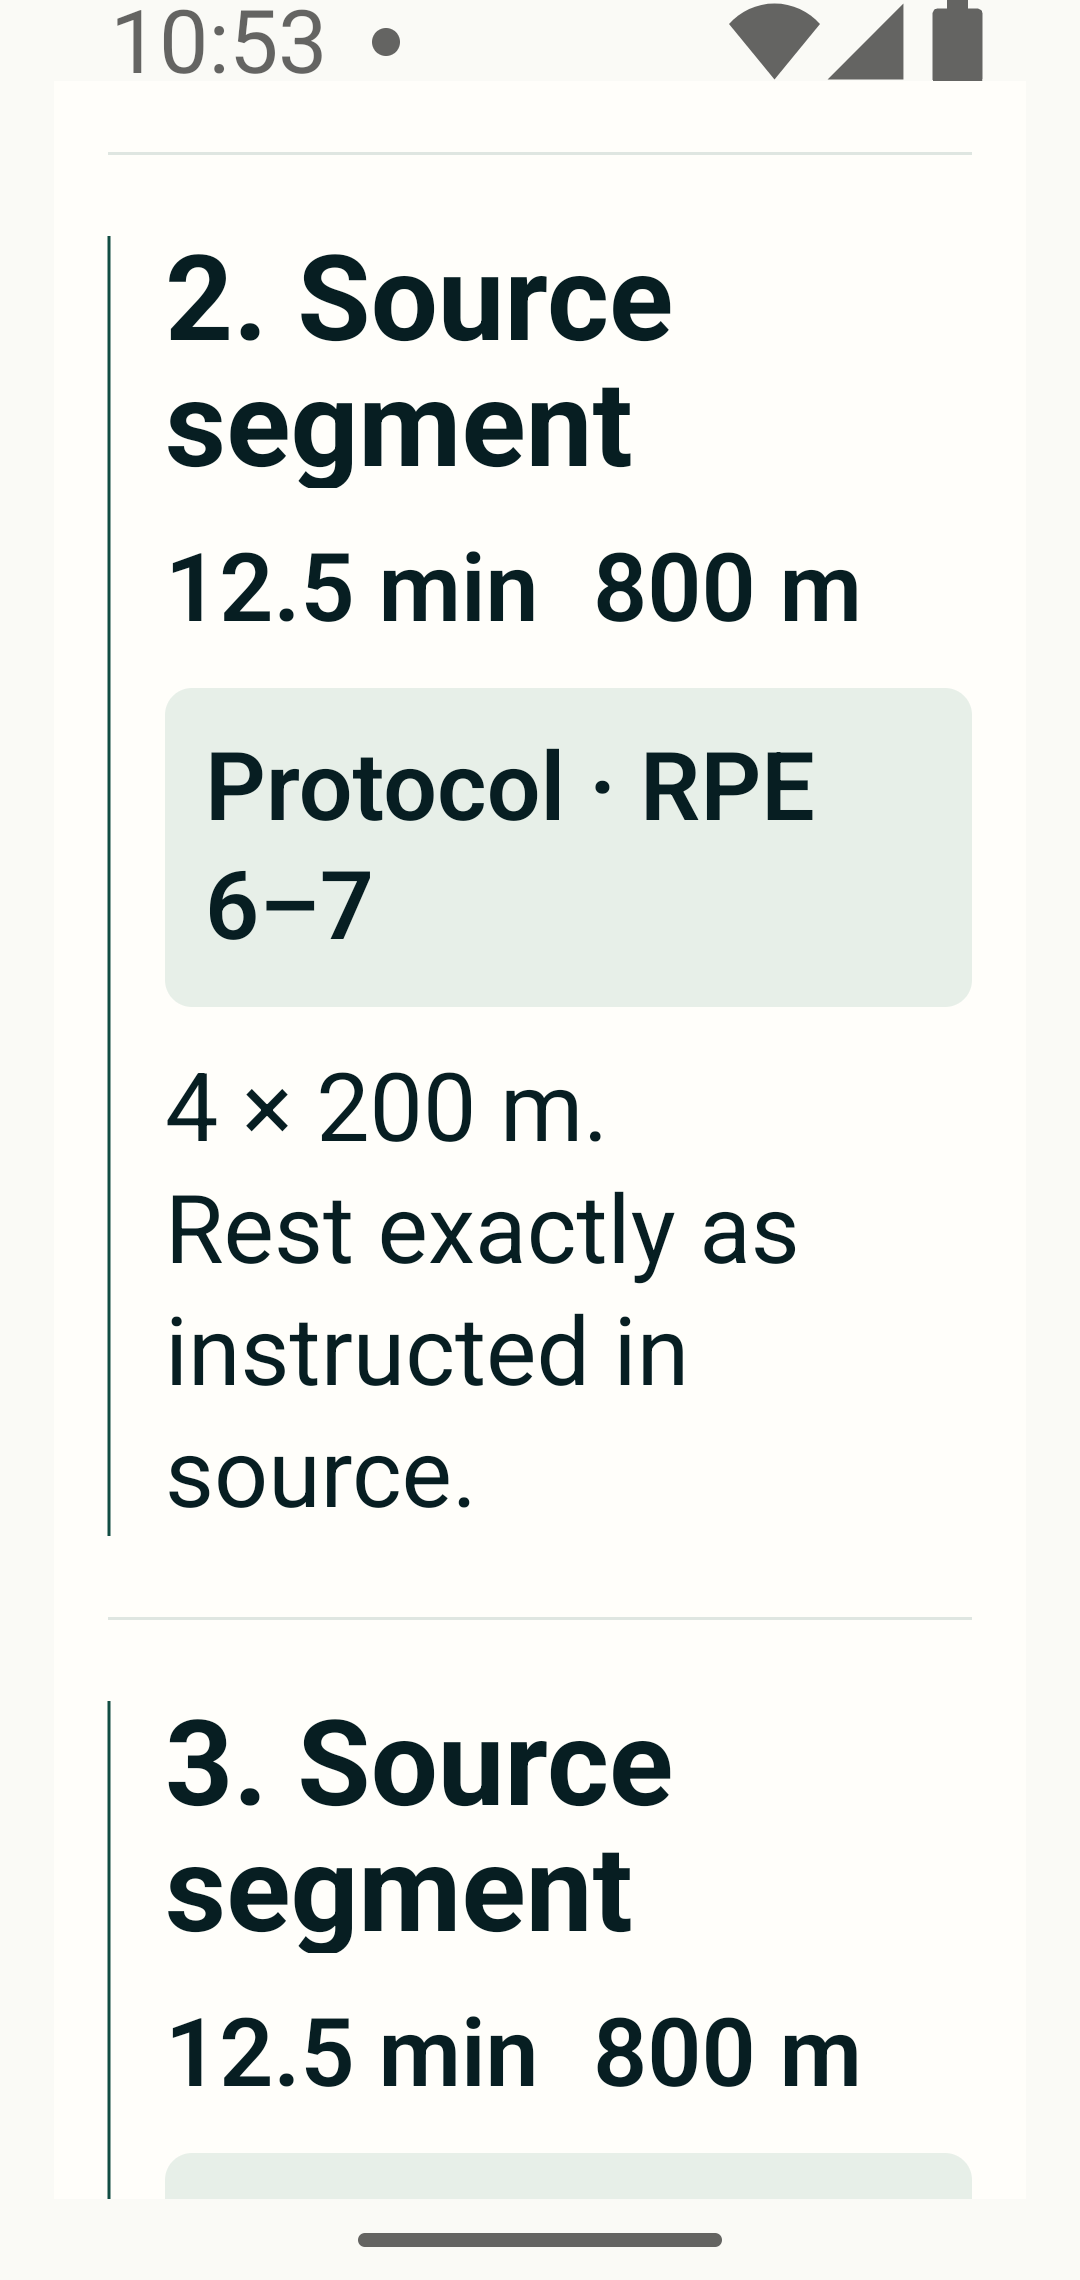 10:53
2. Source
segment
12.5 min 800 m
Protocol · RPE
6–7
4 × 200 m.
Rest exactly as
instructed in
source.
3. Source
segment
12.5 min 800 m